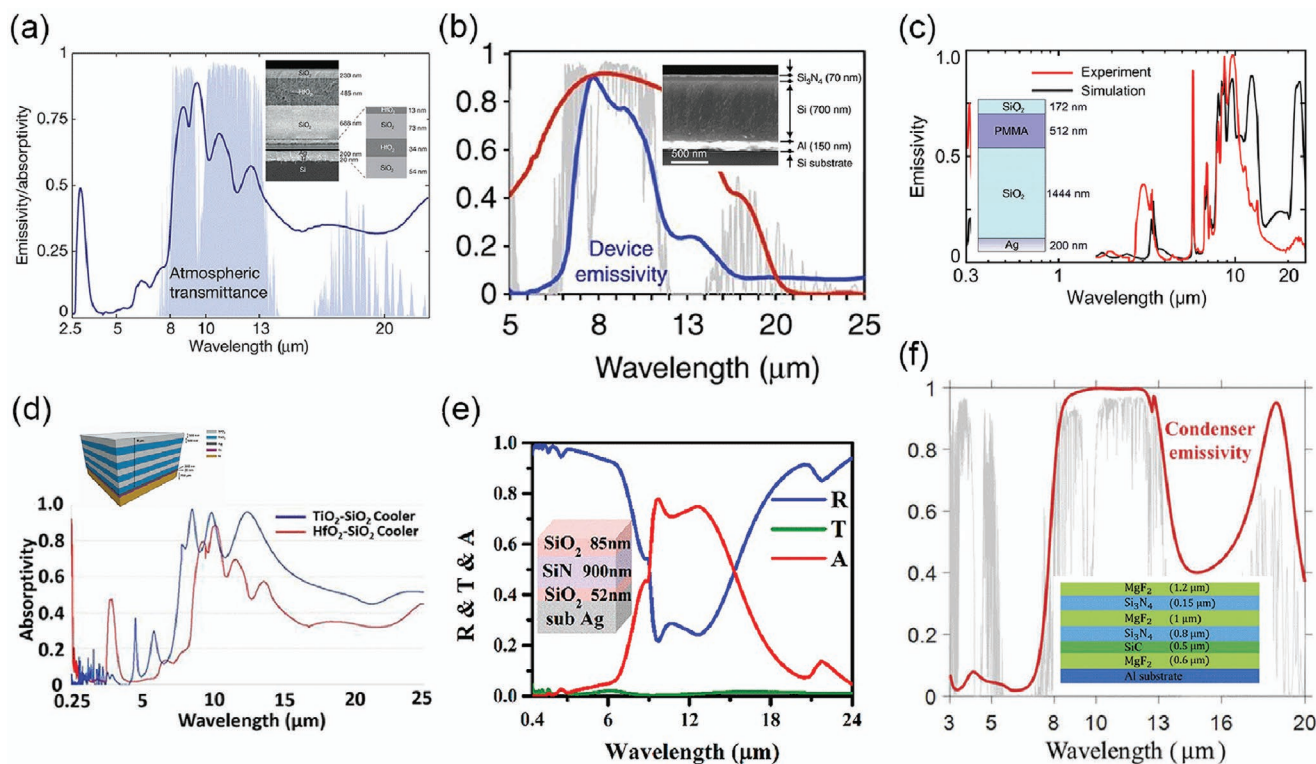 (a)
Emissivity/absorptivity
1
0.75
0.5
0.25
0
2.5
5
8
10
13
20
Wavelength (μm)
Atmospheric
transmittance
SiO₂
230 nm
HfO₂
485 nm
SiO₂
688 nm
Ag
200 nm
20 nm
Si
13 nm
SiO₂
73 nm
HfO₂
34 nm
SiO₂
54 nm
(b)
1
0.8
0.6
0.4
0.2
0
5
8
13
20
25
Wavelength (μm)
Device
emissivity
500 nm
Si₃N₄ (70 nm)
Si (700 nm)
Al (150 nm)
Si substrate
(c)
Emissivity
1.0
0.5
0.0
0.3
1
10
20
Wavelength (μm)
Experiment
Simulation
SiO₂
172 nm
PMMA
512 nm
SiO₂
1444 nm
Ag
200 nm
(d)
Absorptivity
1.0
0.8
0.6
0.4
0.2
0
0.25
5
10
15
20
25
Wavelength (μm)
TiO₂-SiO₂ Cooler
HfO₂-SiO₂ Cooler
(e)
R & T & A
1.0
0.8
0.6
0.4
0.2
0.0
0.4
6
12
18
24
Wavelength (μm)
R
T
A
SiO₂ 85nm
SiN 900nm
SiO₂ 52nm
sub Ag
(f)
1
0.8
0.6
0.4
0.2
0
3
5
8
10
13
16
20
Wavelength (μm)
Condenser
emissivity
MgF₂ (1.2 μm)
Si₃N₄ (0.15 μm)
MgF₂ (1 μm)
Si₃N₄ (0.8 μm)
SiC (0.5 μm)
MgF₂ (0.6 μm)
Al substrate